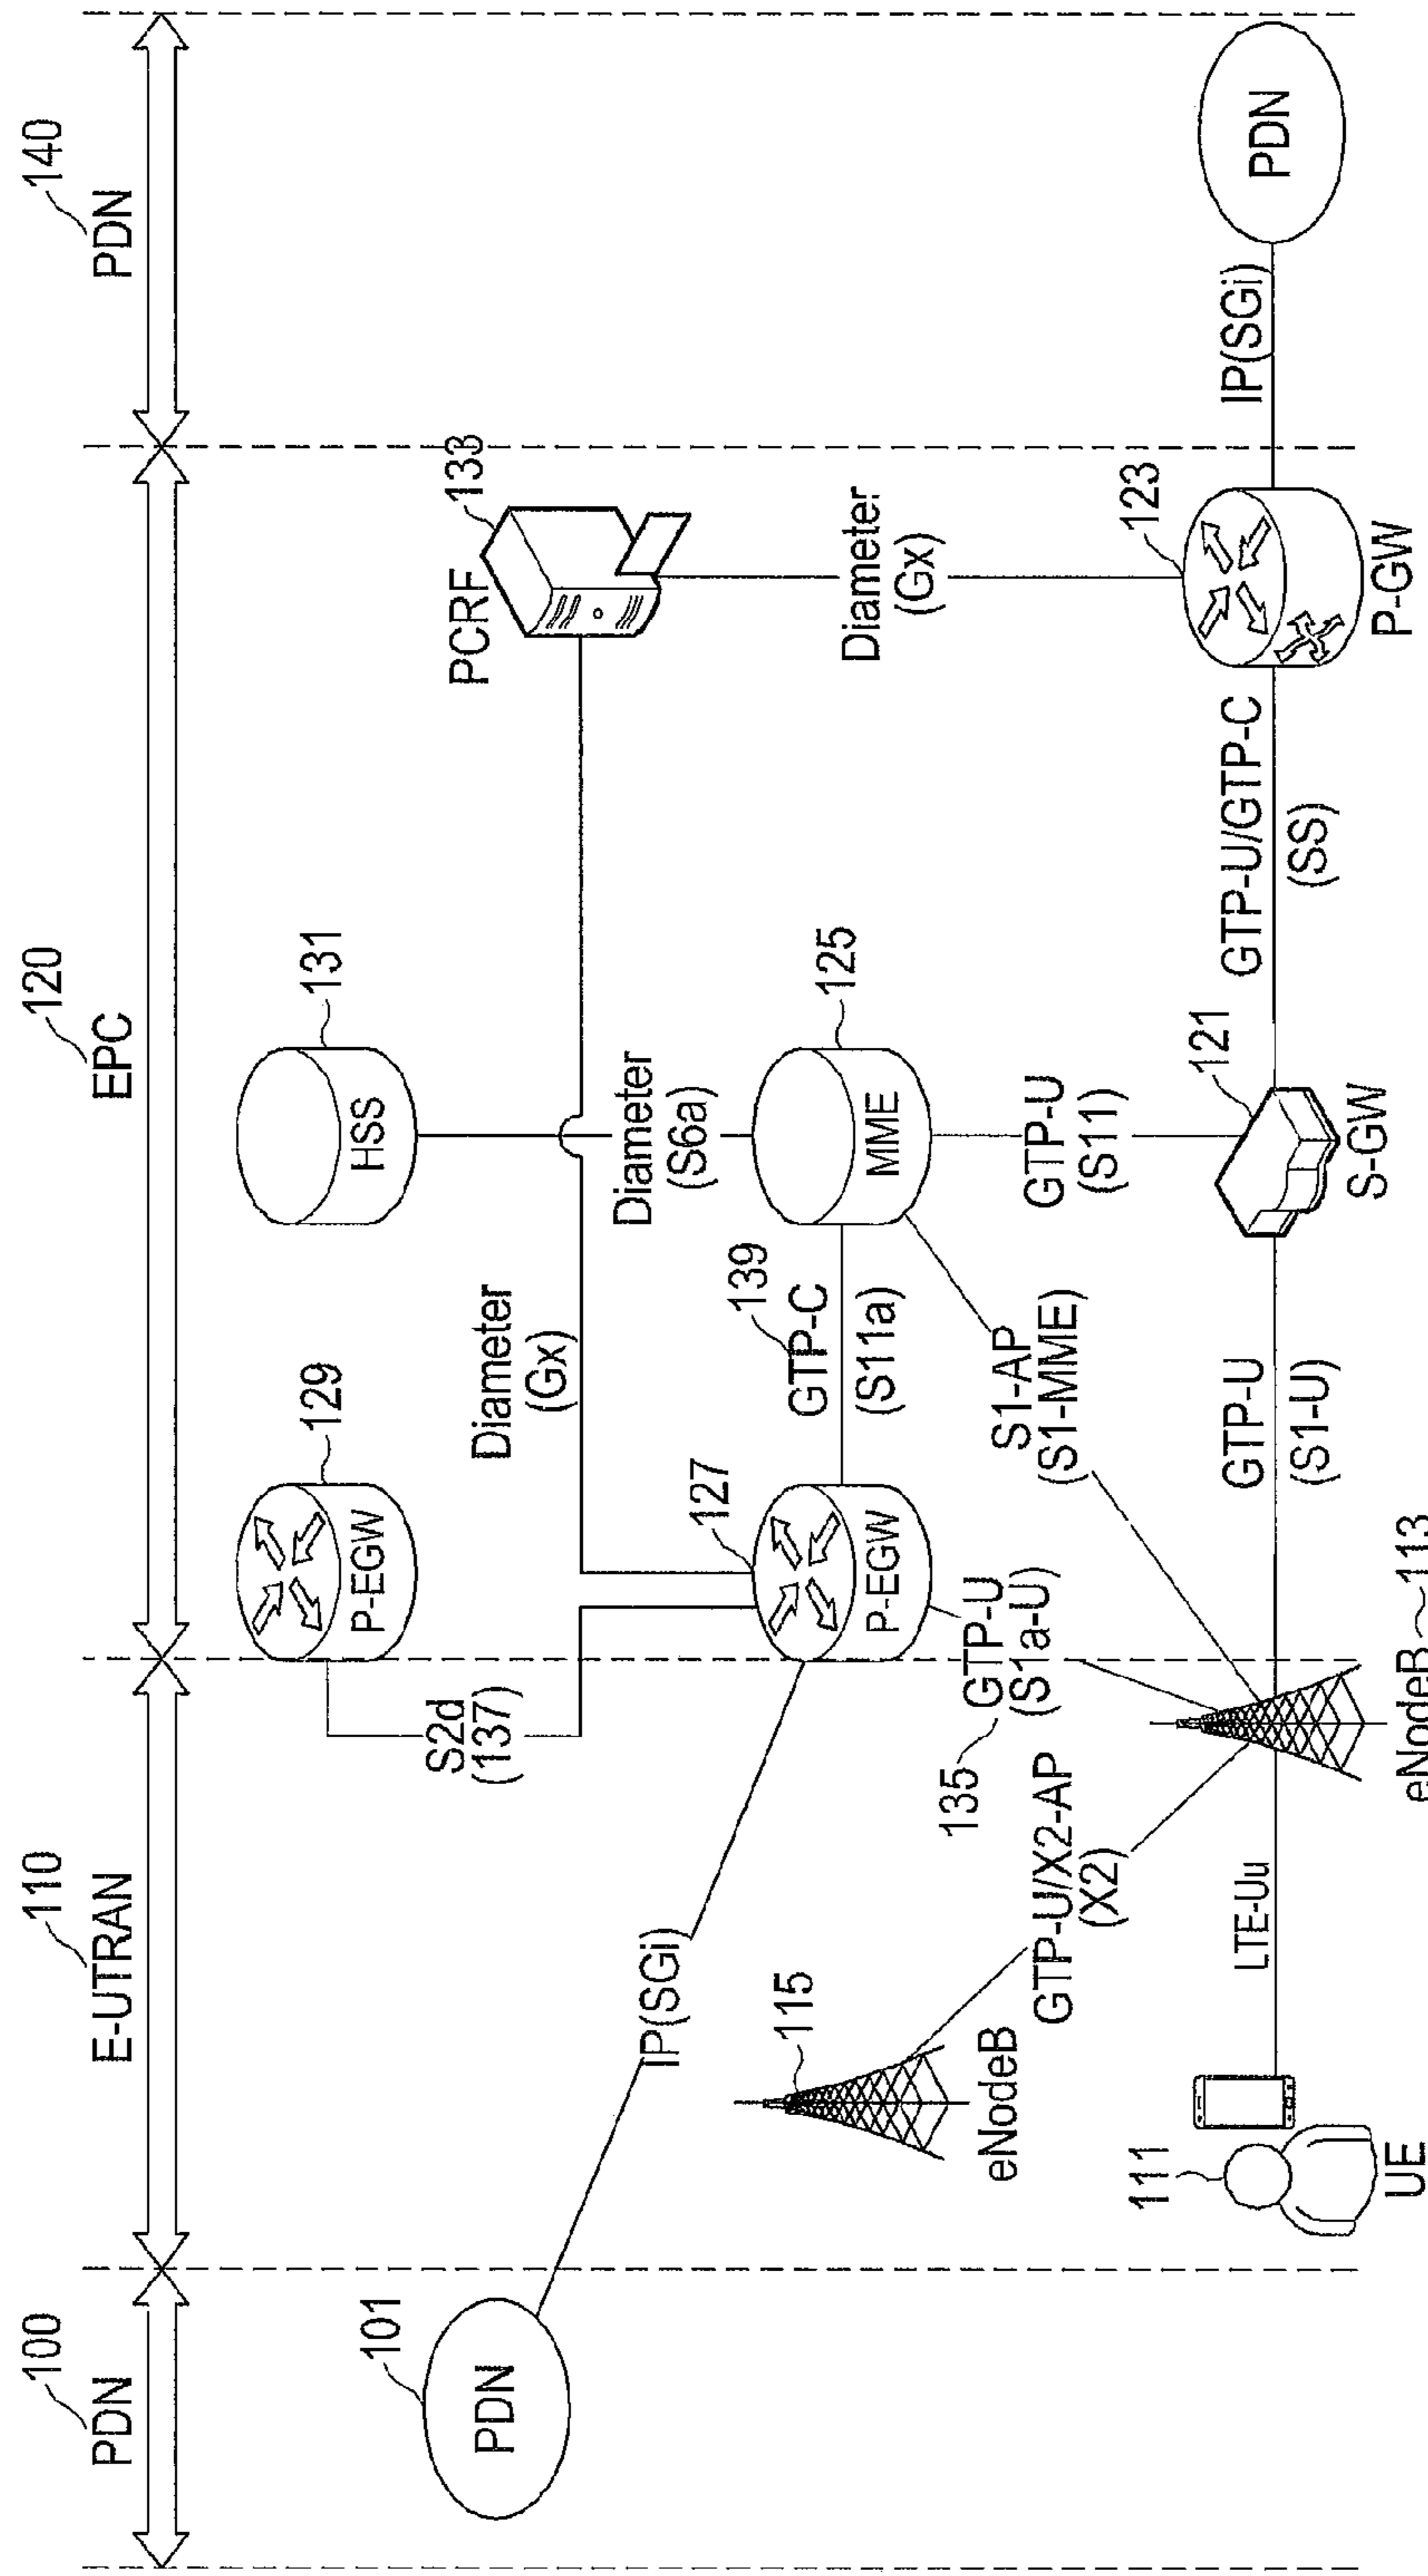 100
PDN
110
E-UTRAN
120
EPC
140
PDN
101
PDN
IP(SGi)
S2d
(137)
129
P-EGW
Diameter
(Gx)
131
HSS
PCRF
133
115
eNodeB
127
P-EGW
139
GTP-C
(S11a)
Diameter
(S6a)
125
MME
Diameter
(Gx)
135
GTP-U
(S1a-U)
GTP-U/X2-AP
(X2)
S1-AP
(S1-MME)
GTP-U
(S11)
111
UE
LTE-Uu
eNodeB
113
GTP-U
(S1-U)
121
S-GW
GTP-U/GTP-C
(SS)
123
P-GW
IP(SGi)
PDN